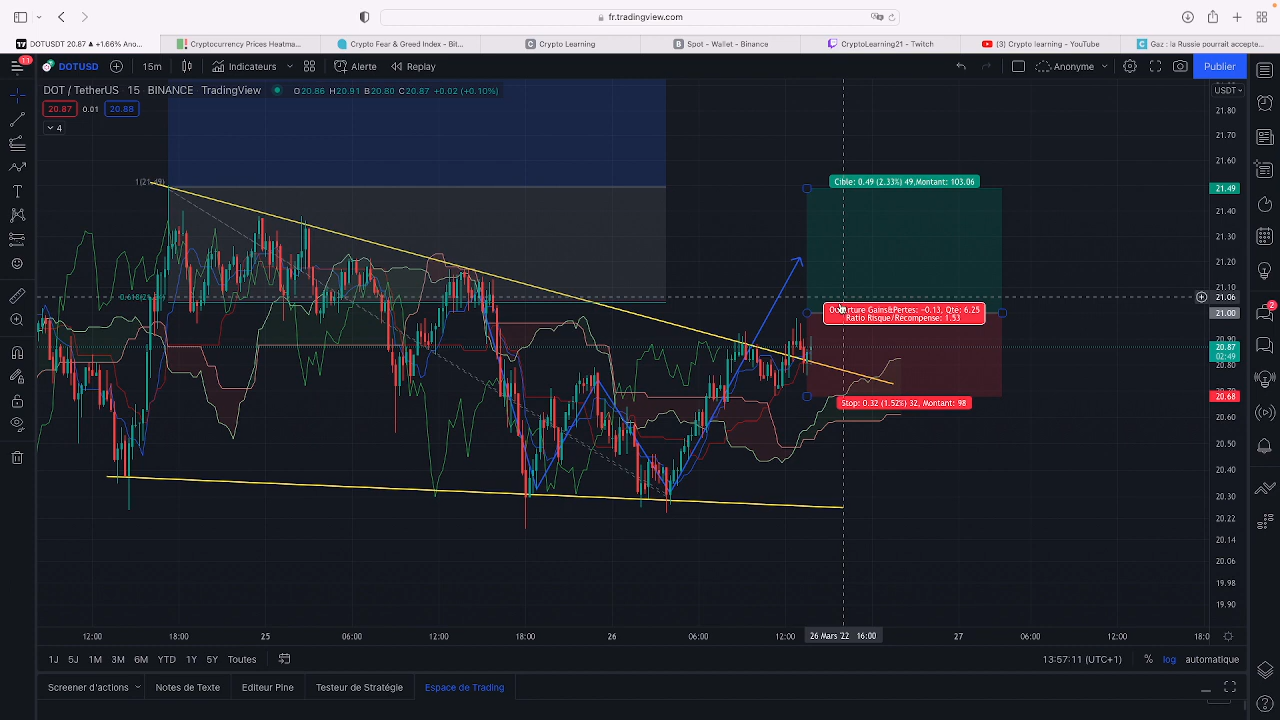 fr.tradingview.com
DOTUSDT 20.87 ▲ +1.66% Ano...
Cryptocurrency Prices Heatma...
Crypto Fear & Greed Index - Bit...
Crypto Learning
Spot - Wallet - Binance
CryptoLearning21 - Twitch
(3) Crypto learning - YouTube
Gaz : la Russie pourrait accepte...
11
DOTUSD
15m
Indicateurs
Alerte
Replay
Anonyme
Publier
DOT / TetherUS 15 BINANCE TradingView
O20.86 H20.91 B20.80 C20.87 +0.02 (+0.10%)
USDT
20.87
0.01
20.88
4
21.80
21.70
21.60
1(21.49)
Cible: 0.49 (2.33%) 49, Montant: 103.06
21.49
21.40
21.30
21.20
21.10
21.06
Ouverture Gains&Pertes: -0.13, Qté: 6.25
Ratio Risque/Récompense: 1.53
21.00
20.90
20.87
02:49
20.80
20.68
Stop: 0.32 (1.52%) 32, Montant: 98
20.60
20.50
20.40
20.30
20.22
20.14
20.06
19.98
19.90
2
12:00 18:00 25 06:00 12:00 18:00 26 06:00 12:00 26 Mars '22 16:00 27 06:00 12:00 18:0
1J 5J 1M 3M 6M YTD 1Y 5Y Toutes
13:57:11 (UTC+1) % log automatique
Screener d'actions
Notes de Texte
Editeur Pine
Testeur de Stratégie
Espace de Trading